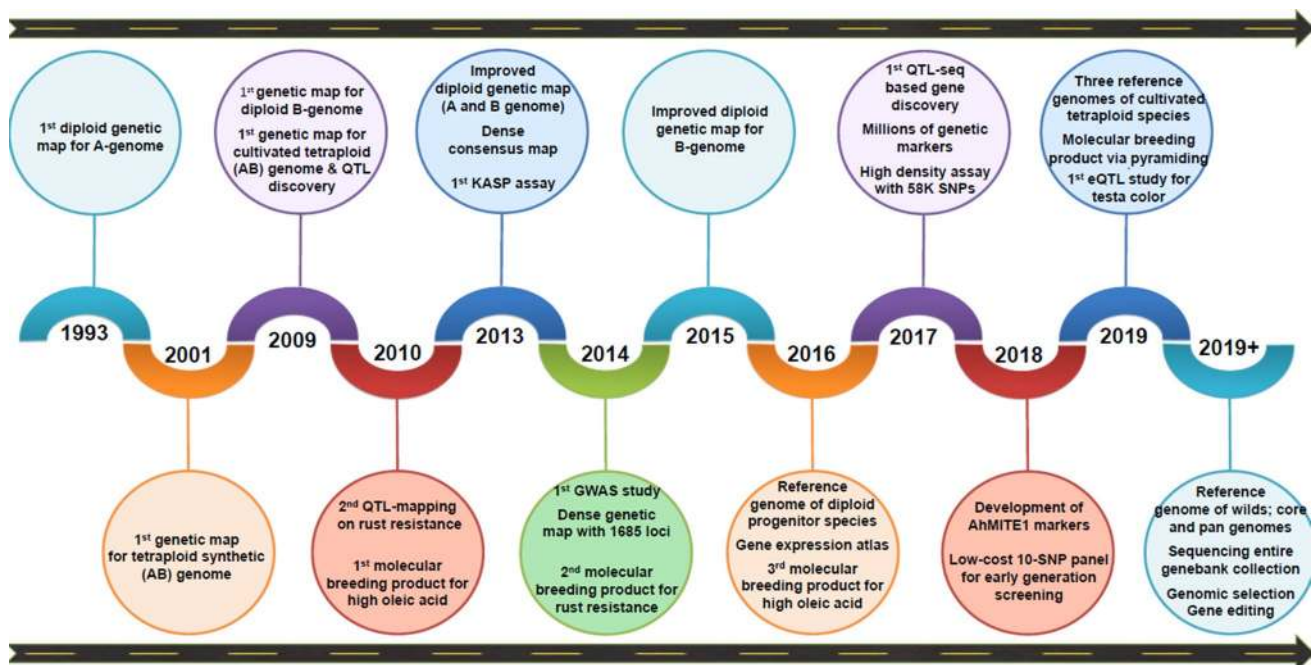 1st diploid genetic
map for A-genome
1st genetic map for
diploid B-genome
1st genetic map for
cultivated tetraploid
(AB) genome & QTL
discovery
Improved
diploid genetic map
(A and B genome)
Dense
consensus map
1st KASP assay
Improved diploid
genetic map for
B-genome
1st QTL-seq
based gene
discovery
Millions of genetic
markers
High density assay
with 58K SNPs
Three reference
genomes of cultivated
tetraploid species
Molecular breeding
product via pyramiding
1st eQTL study for
testa color
1993
2001
2009
2010
2013
2014
2015
2016
2017
2018
2019
2019+
1st genetic map
for tetraploid synthetic
(AB) genome
2nd QTL-mapping
on rust resistance
1st molecular
breeding product for
high oleic acid
1st GWAS study
Dense genetic
map with 1685 loci
2nd molecular
breeding product for
rust resistance
Reference
genome of diploid
progenitor species
Gene expression atlas
3rd molecular
breeding product for
high oleic acid
Development of
AhMITE1 markers
Low-cost 10-SNP panel
for early generation
screening
Reference
genome of wilds; core
and pan genomes
Sequencing entire
genebank collection
Genomic selection
Gene editing